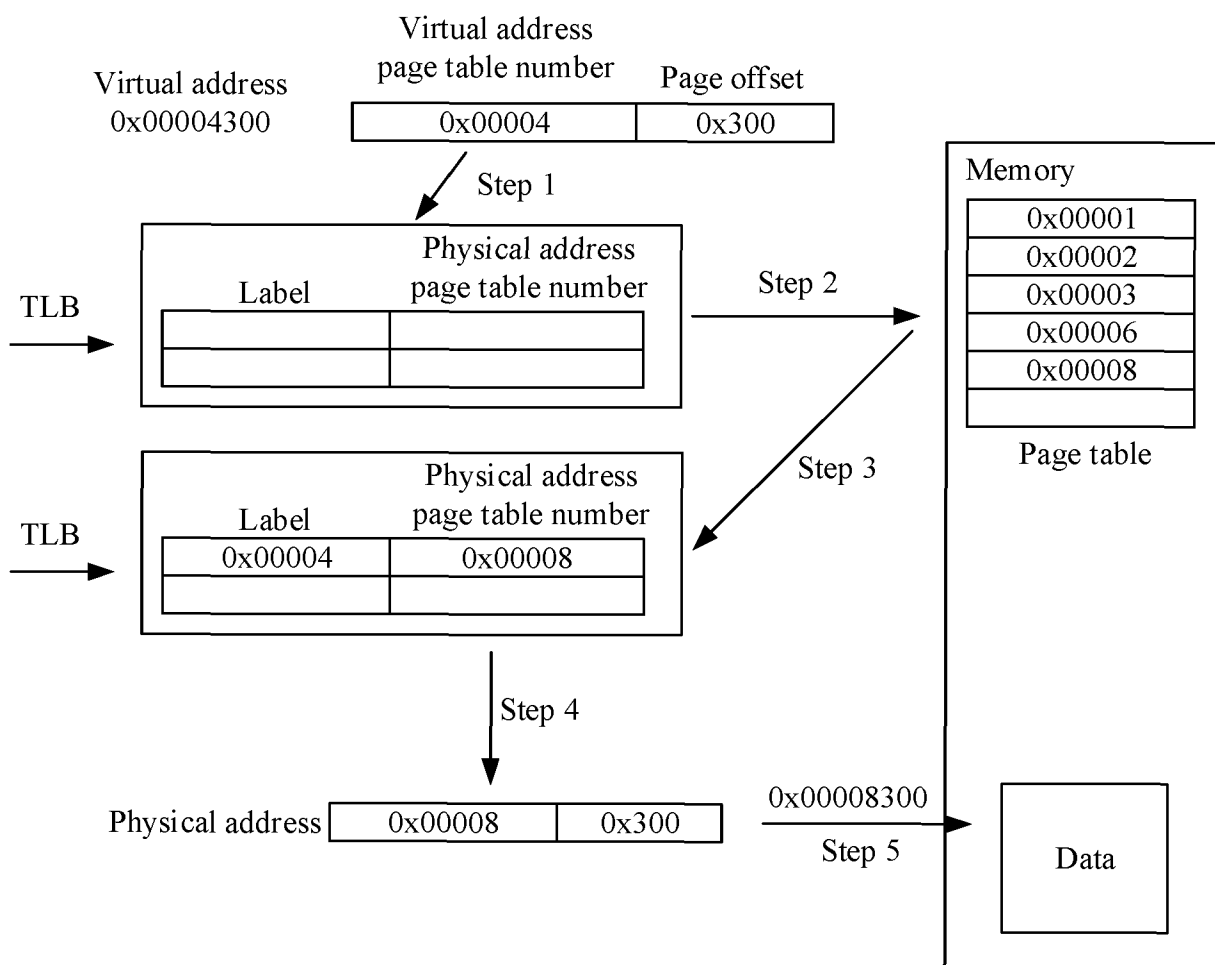 Virtual address
page table number
Page offset
Virtual address
0x00004300
0x00004
0x300
Step 1
Memory
0x00001
0x00002
0x00003
0x00006
0x00008
Page table
TLB
Label
Physical address
page table number
Step 2
Step 3
TLB
Label
Physical address
page table number
0x00004
0x00008
Step 4
Physical address
0x00008
0x300
0x00008300
Step 5
Data